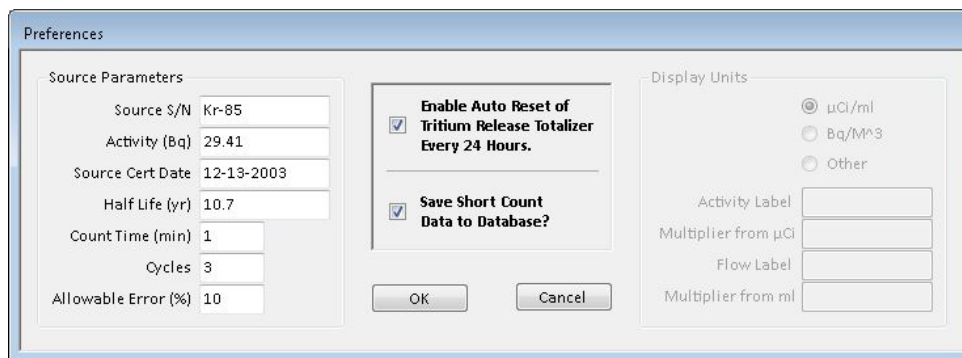 Preferences
Source Parameters
Source S/N Kr-85
Activity (Bq) 29.41
Source Cert Date 12-13-2003
Half Life (yr) 10.7
Count Time (min) 1
Cycles 3
Allowable Error (%) 10
Enable Auto Reset of
Tritium Release Totalizer
Every 24 Hours.
Save Short Count
Data to Database?
OK
Cancel
Display Units
µCi/ml
Bq/M^3
Other
Activity Label
Multiplier from µCi
Flow Label
Multiplier from ml